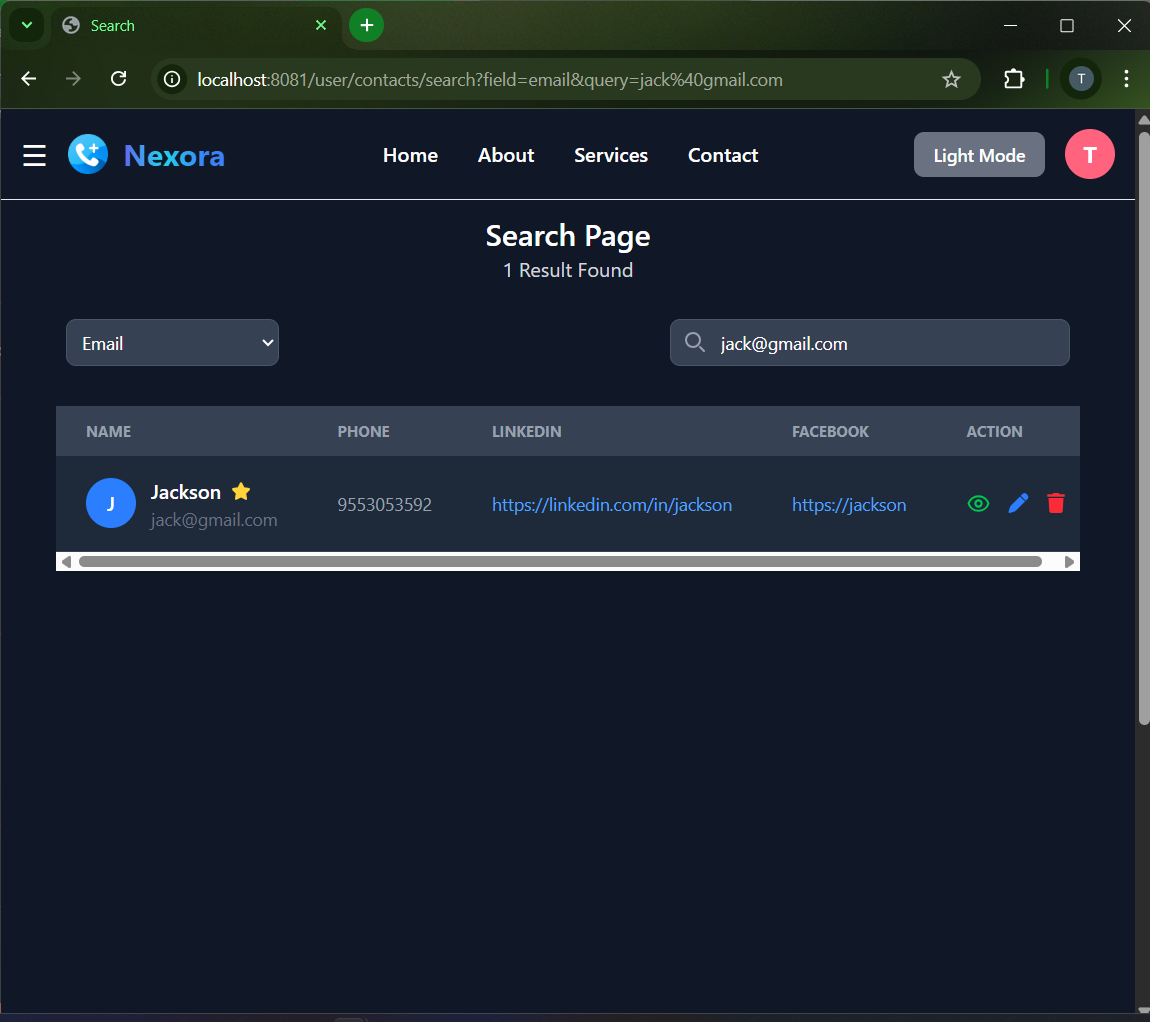 Search
localhost:8081/user/contacts/search?field=email&query=jack%40gmail.com
T
Nexora
Home About Services Contact
Light Mode
T
Search Page
1 Result Found
Email
jack@gmail.com
NAME PHONE LINKEDIN FACEBOOK ACTION
J
Jackson
jack@gmail.com
9553053592 https://linkedin.com/in/jackson https://jackson